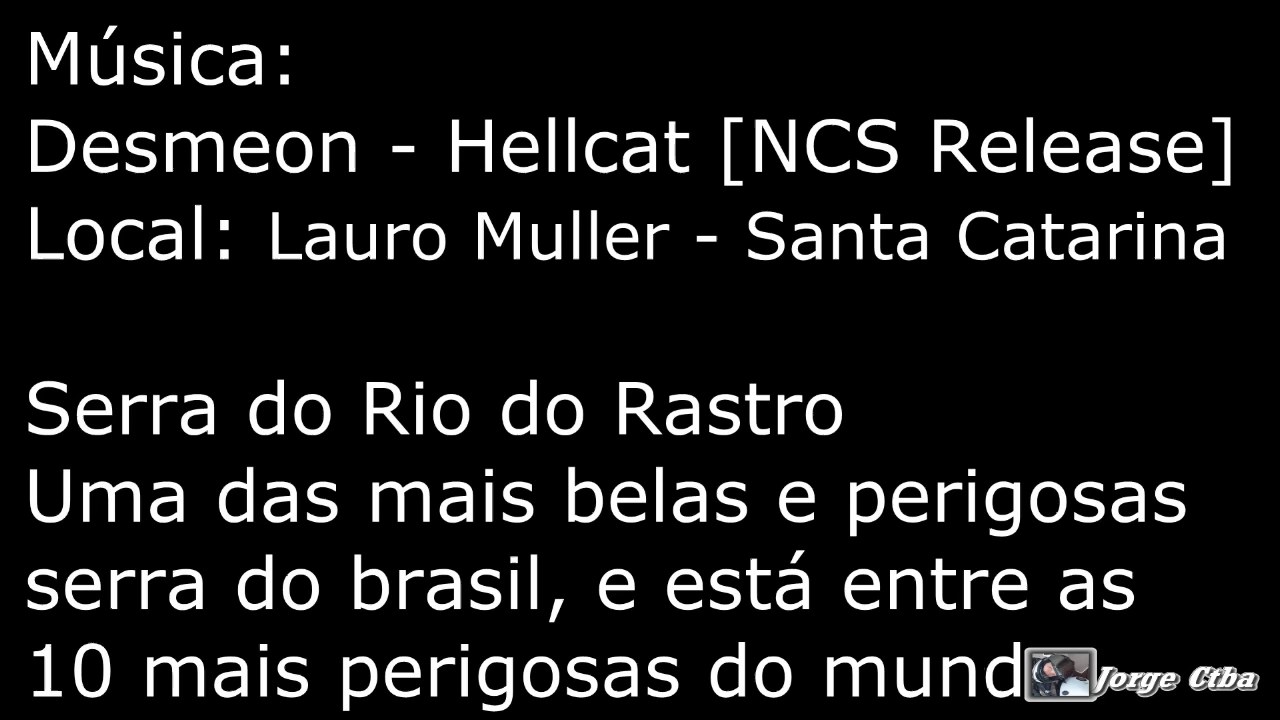 Música:
Desmeon - Hellcat [NCS Release]
Local: Lauro Muller - Santa Catarina
Serra do Rio do Rastro
Uma das mais belas e perigosas
serra do brasil, e está entre as
10 mais perigosas do mund
Jorge Ctba